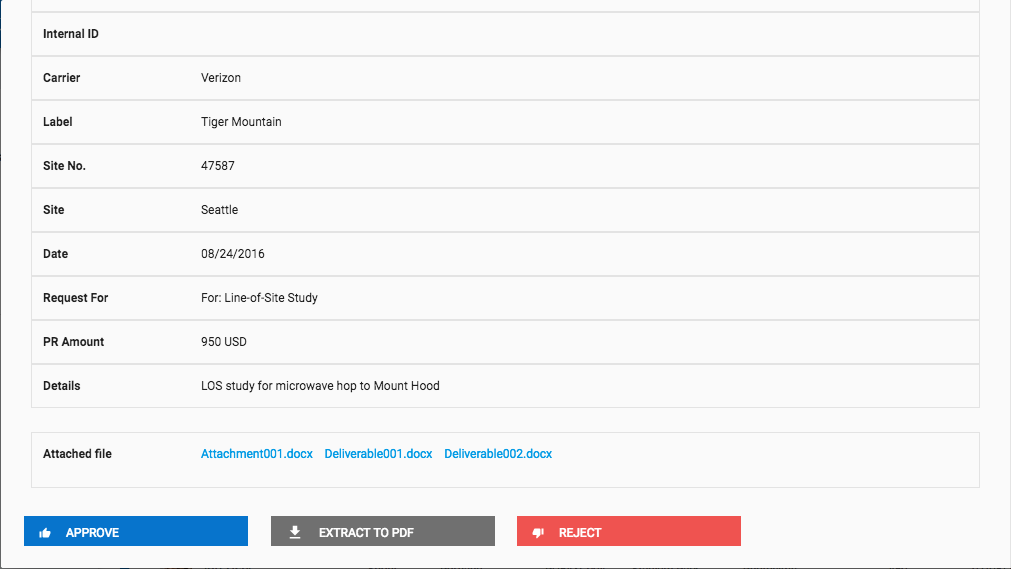 Internal ID
Carrier Verizon
Label Tiger Mountain
Site No. 47587
Site Seattle
Date 08/24/2016
Request For For: Line-of-Site Study
PR Amount 950 USD
Details LOS study for microwave hop to Mount Hood
Attached file Attachment001.docx Deliverable001.docx Deliverable002.docx
APPROVE EXTRACT TO PDF REJECT